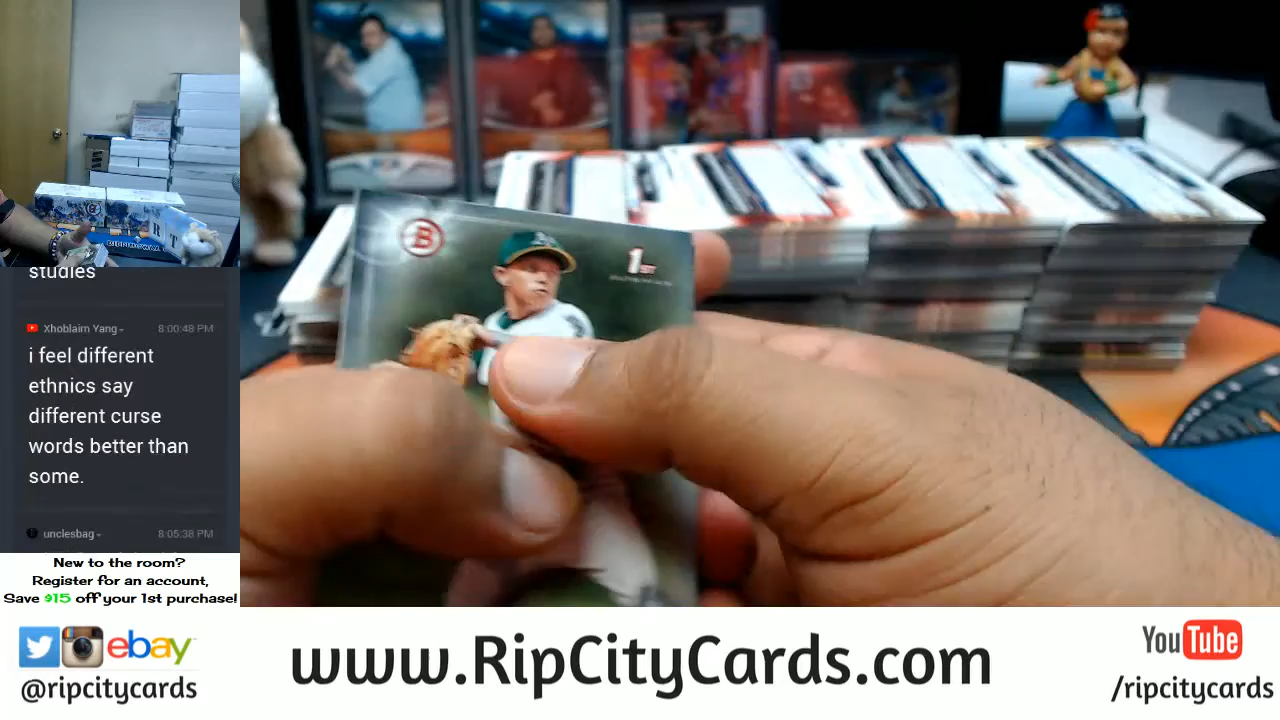 studies
Xhoblaim Yang
8:00:48 PM
i feel different
ethnics say
different curse
words better than
some.
unclesbag
8:05:38 PM
New to the room?
Register for an account,
Save $15 off your 1st purchase!
B
1ST
R T
ebay
@ripcitycards
www.RipCityCards.com
YouTube
/ripcitycards